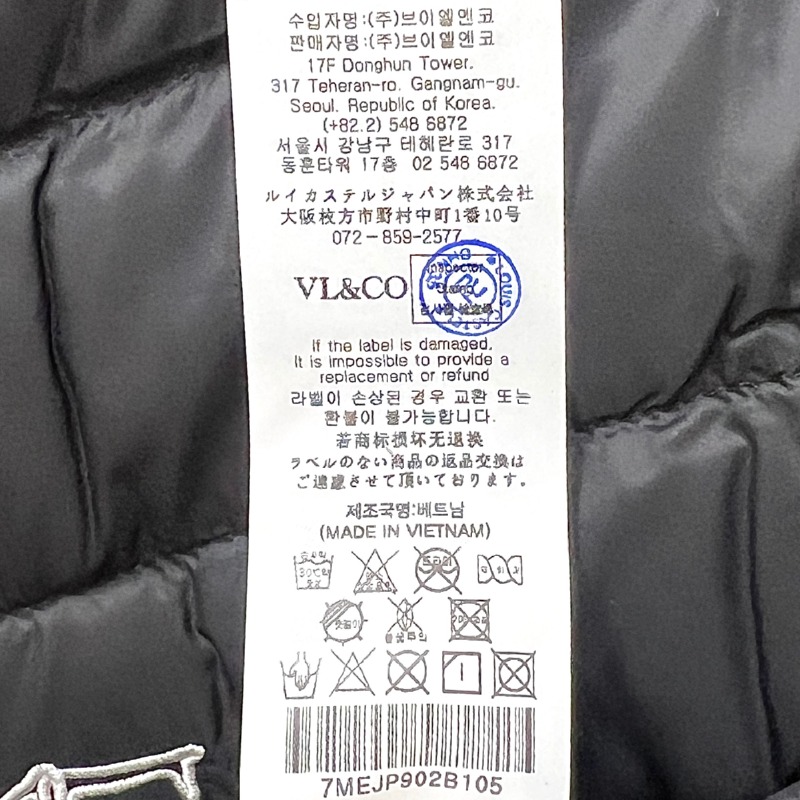 수입자명:(주)브이엘엔코
판매자명:(주)브이엘엔코
17F Donghun Tower.
317 Teheran-ro. Gangnam-gu.
Seoul. Republic of Korea.
(+82.2) 548 6872
서울시 강남구 테헤란로 317
동훈타워 17층 02 548 6872
ルイカステルジャパン株式会社
大阪枚方市野村中町1番10号
072-859-2577
VL&CO
Inspector
Stamp
LOUIS CASTEL
If the label is damaged.
It is impossible to provide a
replacement or refund
라벨이 손상된 경우 교환 또는
환불이 불가능합니다.
若商标损坏无退换
ラベルのない商品の返品交換は
ご遠慮させて頂いております。
제조국명:베트남
(MADE IN VIETNAM)
30℃
드라이
7MEJP902B105